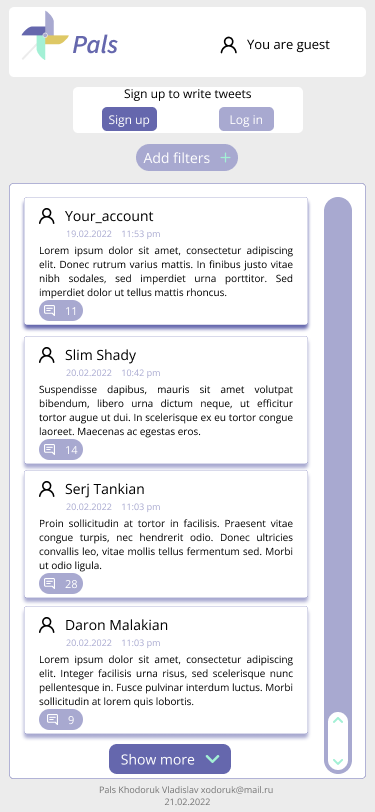 Pals
You are guest
Sign up to write tweets
Sign up
Log in
Add filters
Your_account
19.02.2022 11:53 pm
Lorem ipsum dolor sit amet, consectetur adipiscing
elit. Donec rutrum varius mattis. In finibus justo vitae
nibh sodales, sed imperdiet urna porttitor. Sed
imperdiet dolor ut tellus mattis rhoncus.
11
Slim Shady
20.02.2022 10:42 pm
Suspendisse dapibus, mauris sit amet volutpat
bibendum, libero urna dictum neque, ut efficitur
tortor augue ut dui. In scelerisque ex eu tortor congue
laoreet. Maecenas ac egestas eros.
14
Serj Tankian
20.02.2022 11:03 pm
Proin sollicitudin at tortor in facilisis. Praesent vitae
congue turpis, nec hendrerit odio. Donec ultricies
convallis leo, vitae mollis tellus fermentum sed. Morbi
ut odio ligula.
28
Daron Malakian
20.02.2022 11:03 pm
Lorem ipsum dolor sit amet, consectetur adipiscing
elit. Integer facilisis urna risus, sed scelerisque nunc
pellentesque in. Fusce pulvinar interdum luctus. Morbi
sollicitudin at lorem quis lobortis.
9
Show more
Pals Khodoruk Vladislav xodoruk@mail.ru
21.02.2022